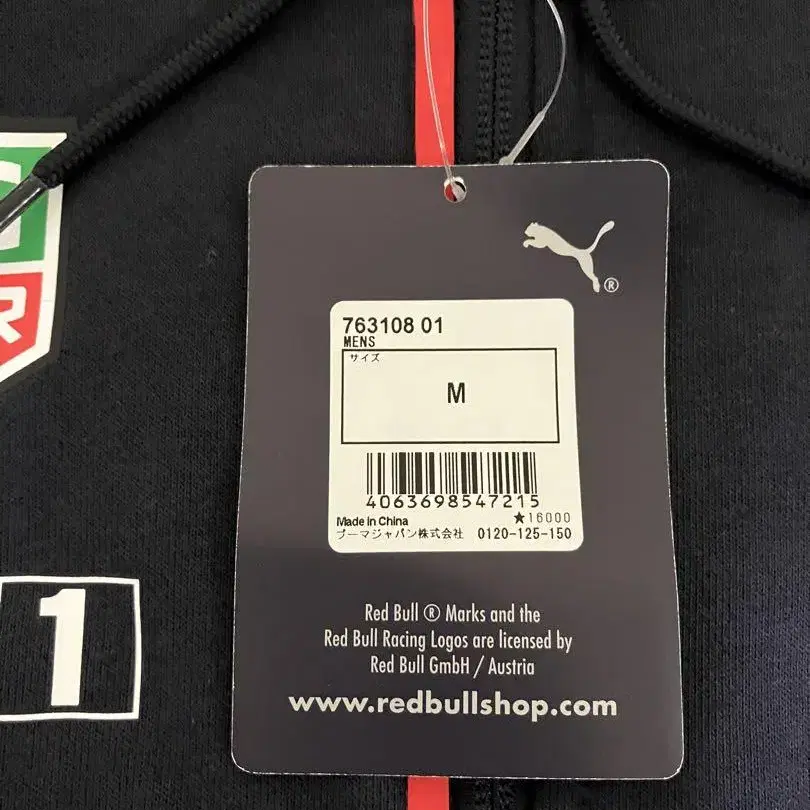 G
R
®
763108 01
MENS
サイズ
M
4063698547215
★16000
Made in China
プーマジャパン株式会社 0120-125-150
1
Red Bull ® Marks and the
Red Bull Racing Logos are licensed by
Red Bull GmbH / Austria
www.redbullshop.com